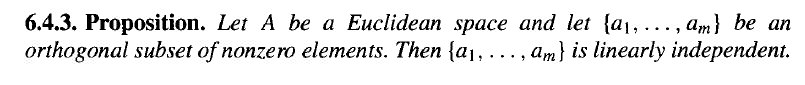 6.4.3. Proposition. Let A be a Euclidean space and let {a₁, . . . , aₘ} be an
orthogonal subset of nonzero elements. Then {a₁, . . . , aₘ} is linearly independent.